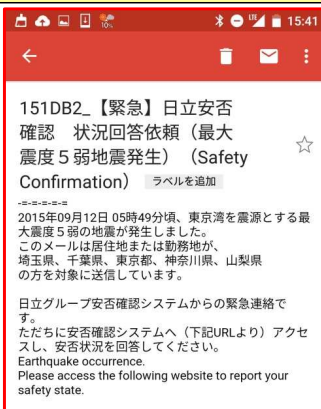 10%
15:41
151DB2_【緊急】日立安否
確認　状況回答依頼（最大
震度５弱地震発生）（Safety
Confirmation） ラベルを追加
-=-=-=-=-=
2015年09月12日 05時49分頃、東京湾を震源とする最
大震度５弱の地震が発生しました。
このメールは居住地または勤務地が、
埼玉県、千葉県、東京都、神奈川県、山梨県
の方を対象に送信しています。
日立グループ安否確認システムからの緊急連絡で
す。
ただちに安否確認システムへ（下記URLより）アクセ
スし、安否状況を回答してください。
Earthquake occurrence.
Please access the following website to report your
safety state.